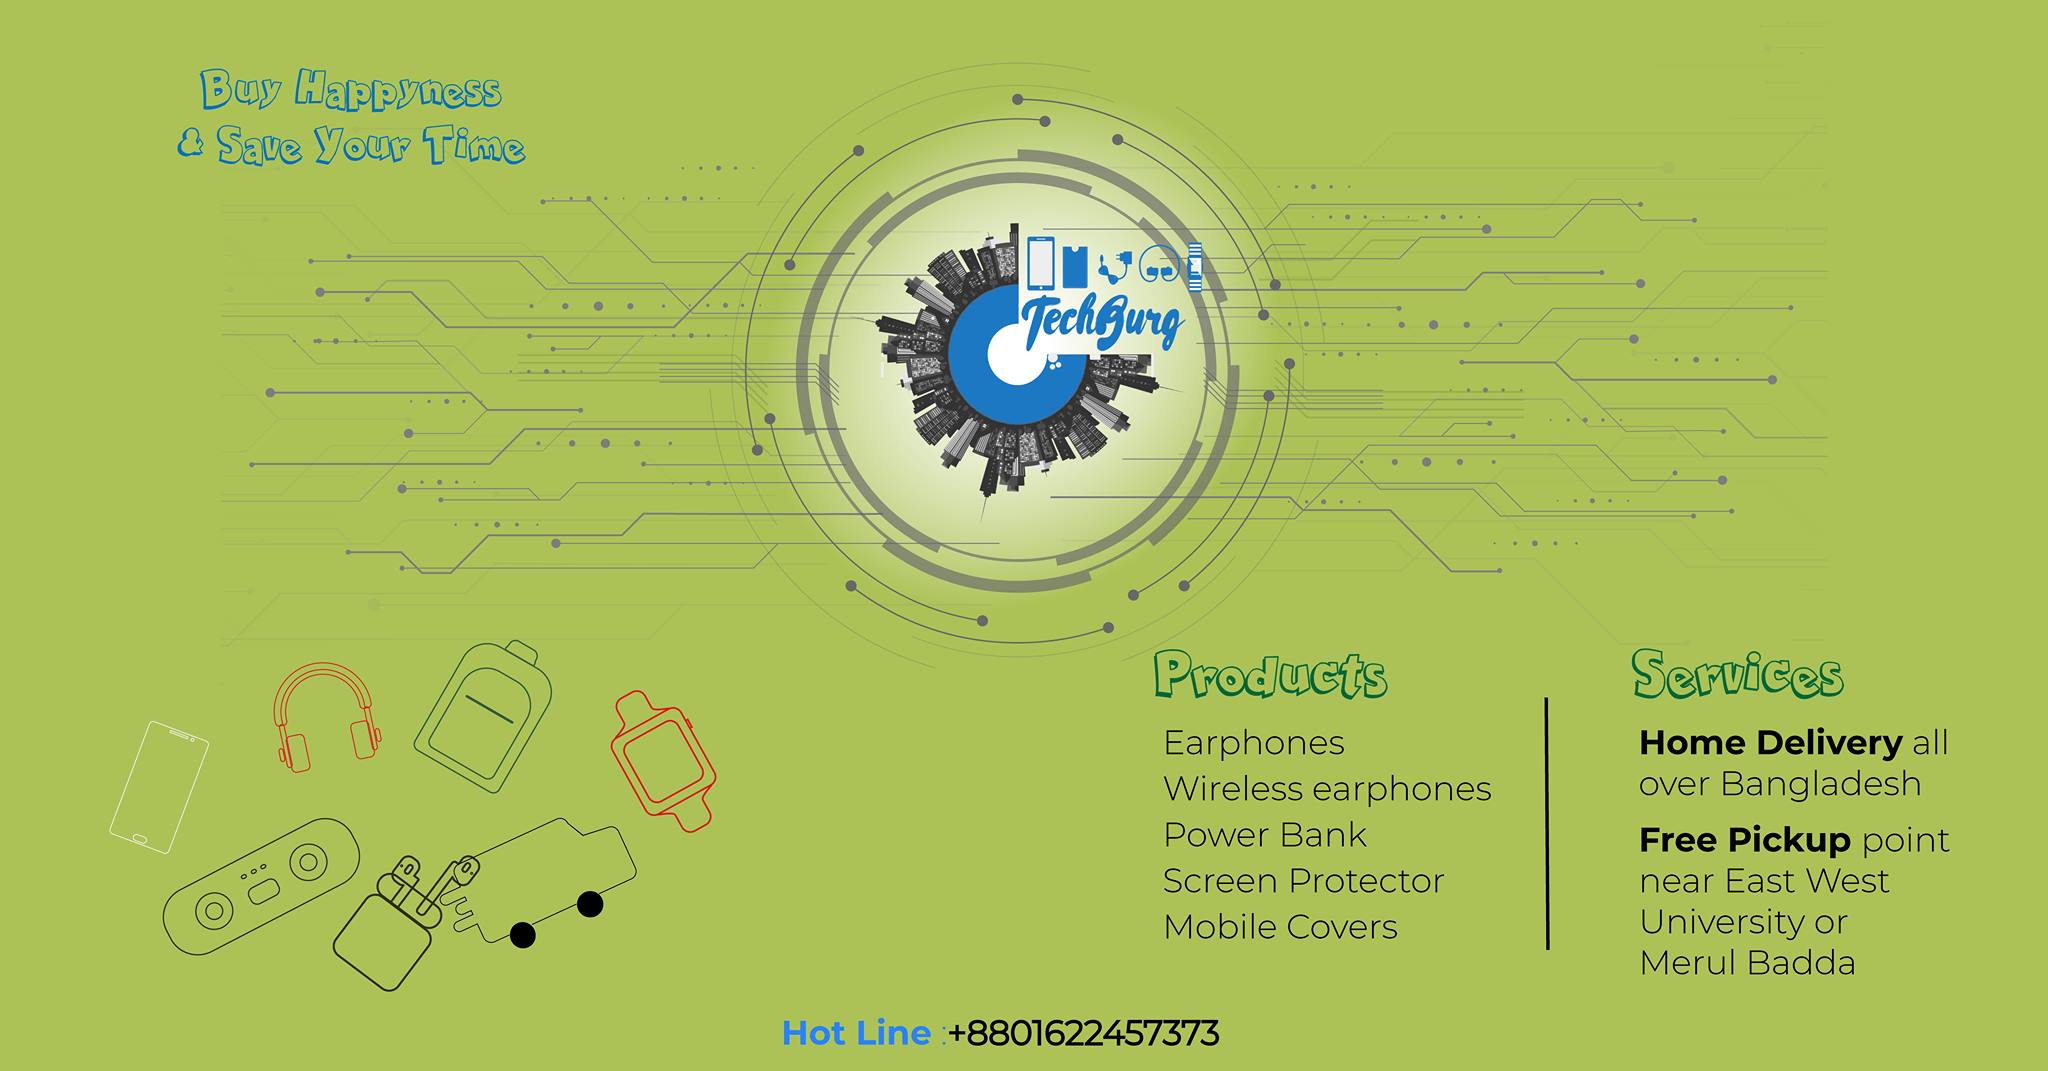 Buy Happyness
& Save Your Time
TechBurg
Products
Earphones
Wireless earphones
Power Bank
Screen Protector
Mobile Covers
Services
Home Delivery all
over Bangladesh
Free Pickup point
near East West
University or
Merul Badda
Hot Line :+8801622457373